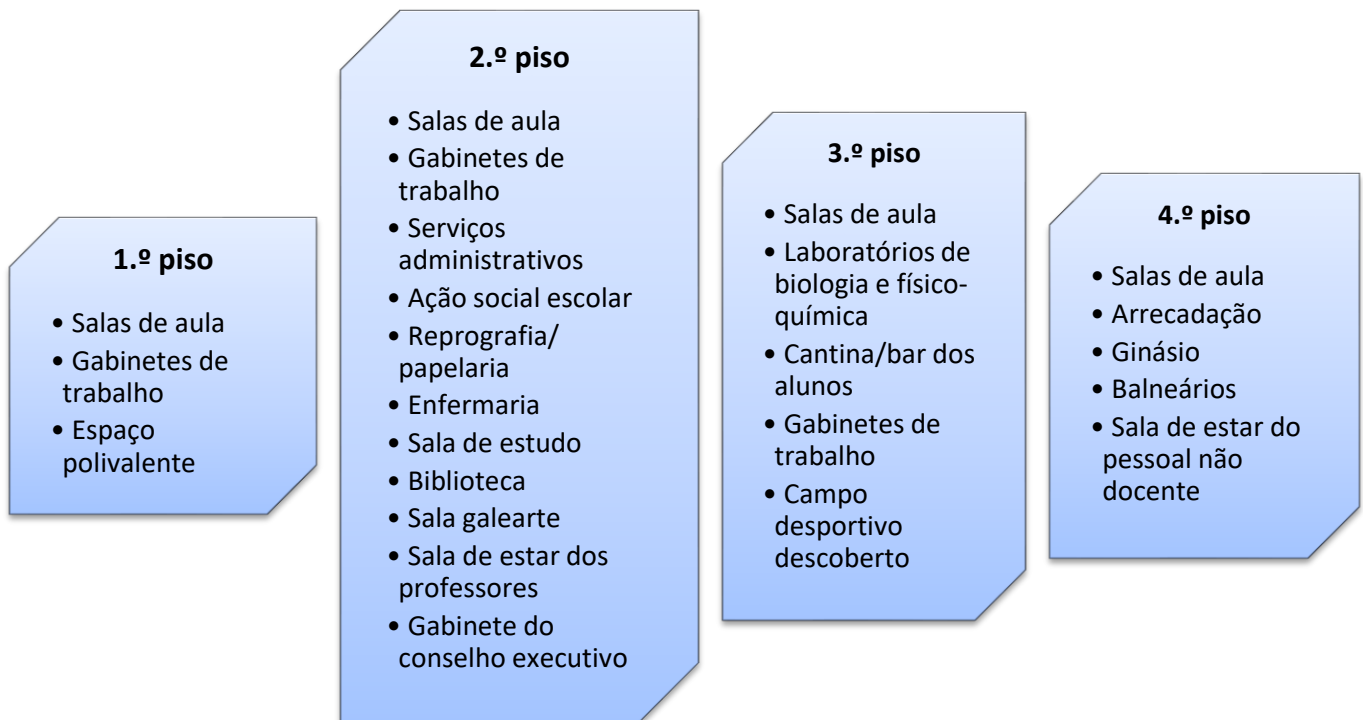 1.º piso
• Salas de aula
• Gabinetes de
trabalho
• Espaço
polivalente
2.º piso
• Salas de aula
• Gabinetes de
trabalho
• Serviços
administrativos
• Ação social escolar
• Reprografia/
papelaria
• Enfermaria
• Sala de estudo
• Biblioteca
• Sala galearte
• Sala de estar dos
professores
• Gabinete do
conselho executivo
3.º piso
• Salas de aula
• Laboratórios de
biologia e físico-
química
• Cantina/bar dos
alunos
• Gabinetes de
trabalho
• Campo
desportivo
descoberto
4.º piso
• Salas de aula
• Arrecadação
• Ginásio
• Balneários
• Sala de estar do
pessoal não
docente